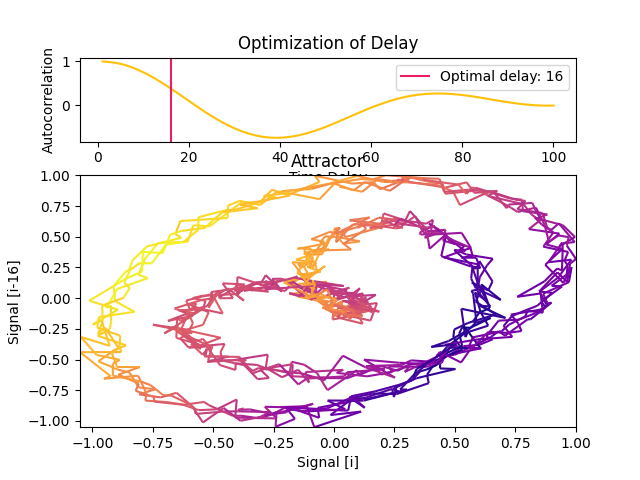 Optimization of Delay
Autocorrelation
1
0
Optimal delay: 16
0 20 40 60 80 100
Time Delay
Attractor
Signal [i-16]
1.00
0.75
0.50
0.25
0.00
−0.25
−0.50
−0.75
−1.00
−1.00 −0.75 −0.50 −0.25 0.00 0.25 0.50 0.75 1.00
Signal [i]